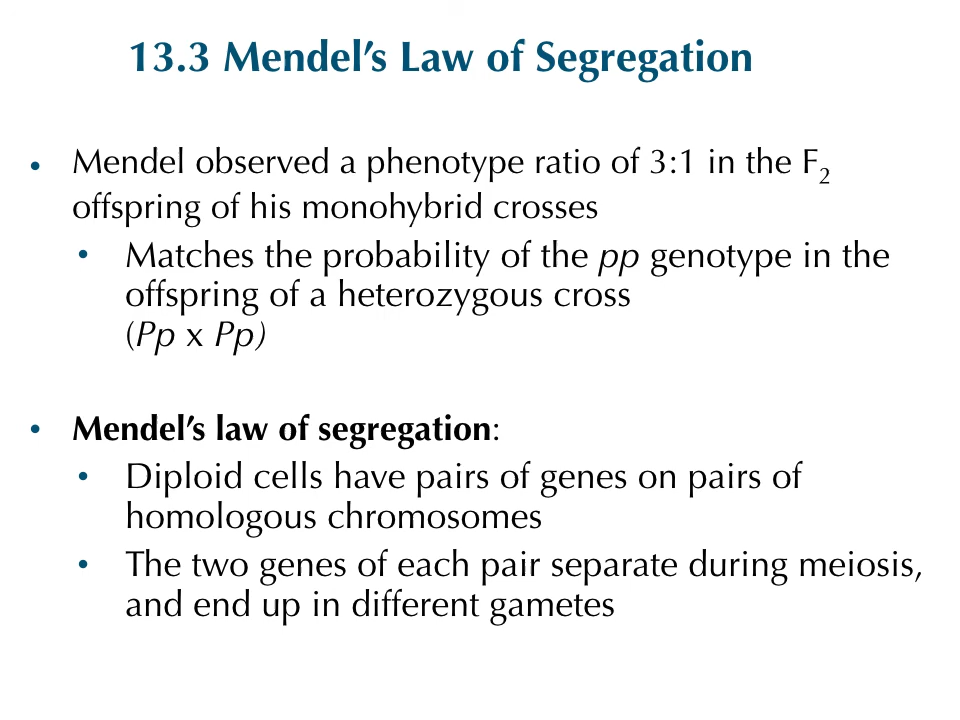 13.3 Mendel’s Law of Segregation
• Mendel observed a phenotype ratio of 3:1 in the F₂
offspring of his monohybrid crosses
• Matches the probability of the pp genotype in the
offspring of a heterozygous cross
(Pp x Pp)
• Mendel’s law of segregation:
• Diploid cells have pairs of genes on pairs of
homologous chromosomes
• The two genes of each pair separate during meiosis,
and end up in different gametes